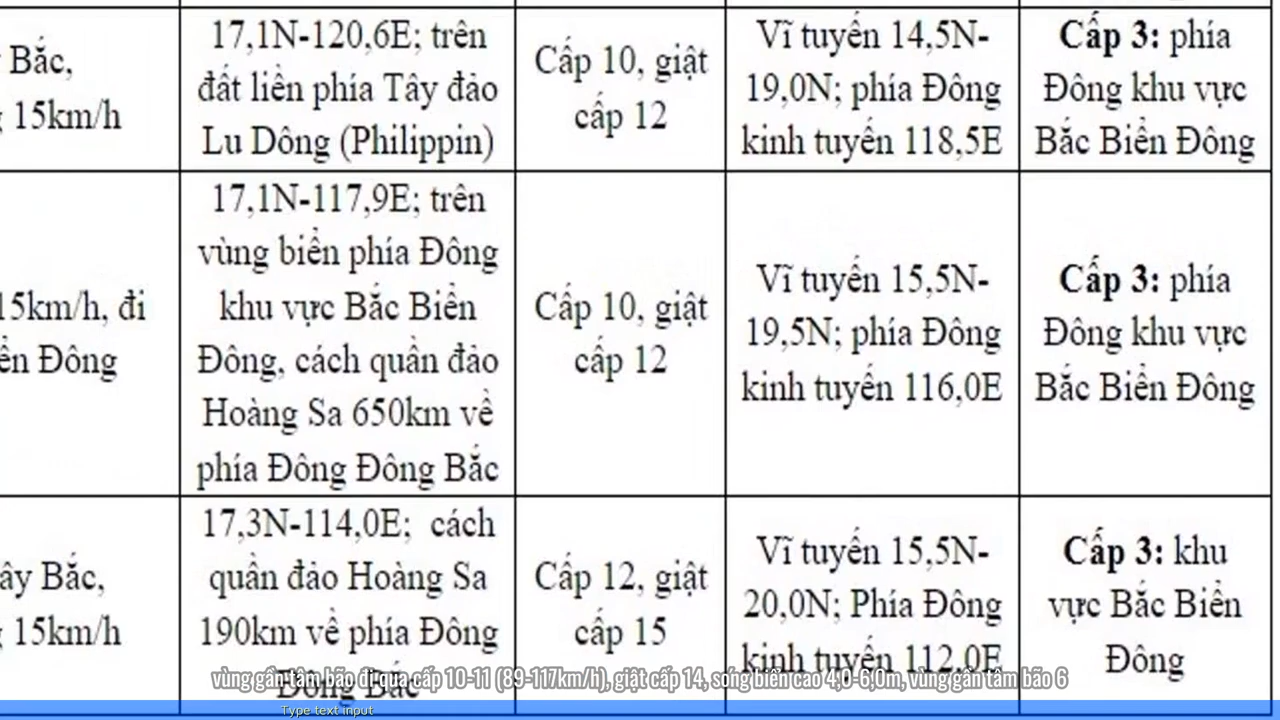 Bắc,
15km/h
17,1N-120,6E; trên
đất liền phía Tây đảo
Lu Dông (Philippin)
Cấp 10, giật
cấp 12
Vĩ tuyến 14,5N-
19,0N; phía Đông
kinh tuyến 118,5E
Cấp 3: phía
Đông khu vực
Bắc Biển Đông
15km/h, đi
Đông
17,1N-117,9E; trên
vùng biển phía Đông
khu vực Bắc Biển
Đông, cách quần đảo
Hoàng Sa 650km về
phía Đông Đông Bắc
Cấp 10, giật
cấp 12
Vĩ tuyến 15,5N-
19,5N; phía Đông
kinh tuyến 116,0E
Cấp 3: phía
Đông khu vực
Bắc Biển Đông
Bắc,
15km/h
17,3N-114,0E; cách
quần đảo Hoàng Sa
190km về phía Đông
Đông Bắc
Cấp 12, giật
cấp 15
Vĩ tuyến 15,5N-
20,0N; Phía Đông
kinh tuyến 112,0E
Cấp 3: khu
vực Bắc Biển
Đông
vùng gần tâm bão đi qua cấp 10-11 (89-117km/h), giật cấp 14, sóng biển cao 4,0-6,0m, vùng gần tâm bão 6
Type text input